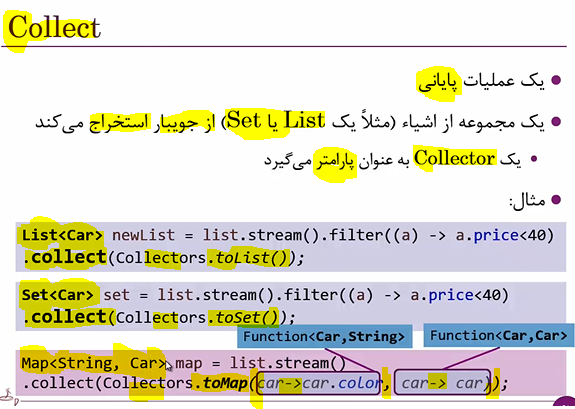 Collect
یک عملیات پایانی
یک مجموعه از اشیاء (مثلاً یک List یا Set) از جویبار استخراج می‌کند
یک Collector به عنوان پارامتر می‌گیرد
مثال:
List<Car> newList = list.stream().filter((a) -> a.price<40)
.collect(Collectors.toList());
Set<Car> set = list.stream().filter((a) -> a.price<40)
.collect(Collectors.toSet());
Function<Car,String>
Function<Car,Car>
Map<String, Car> map = list.stream()
.collect(Collectors.toMap(car->car.color, car-> car));